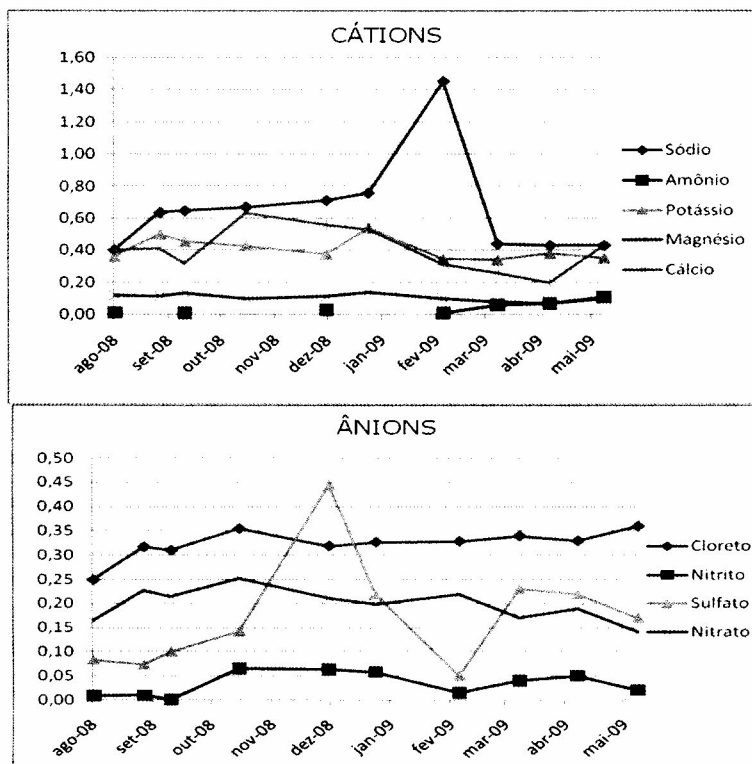 CÁTIONS
1,60
1,40
1,20
1,00
0,80
0,60
0,40
0,20
0,00
ago-08
set-08
out-08
nov-08
dez-08
jan-09
fev-09
mar-09
abr-09
mai-09
Sódio
Amônio
Potássio
Magnésio
Cálcio
ÂNIONS
0,50
0,45
0,40
0,35
0,30
0,25
0,20
0,15
0,10
0,05
0,00
ago-08
set-08
out-08
nov-08
dez-08
jan-09
fev-09
mar-09
abr-09
mai-09
Cloreto
Nitrito
Sulfato
Nitrato